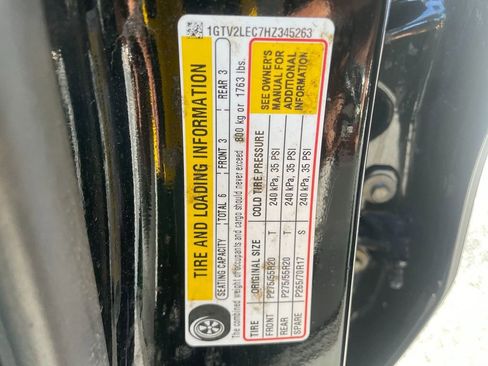 1GTV2LEC7HZ345263
TIRE AND LOADING INFORMATION
SEATING CAPACITY TOTAL 6 FRONT 3 REAR 3
The combined weight of occupants and cargo should never exceed 800 kg or 1763 lbs.
TIRE ORIGINAL SIZE COLD TIRE PRESSURE
FRONT P275/55R20 T 240 kPa, 35 PSI
REAR P275/55R20 T 240 kPa, 35 PSI
SPARE P265/70R17 S 240 kPa, 35 PSI
SEE OWNER'S
MANUAL FOR
ADDITIONAL
INFORMATION